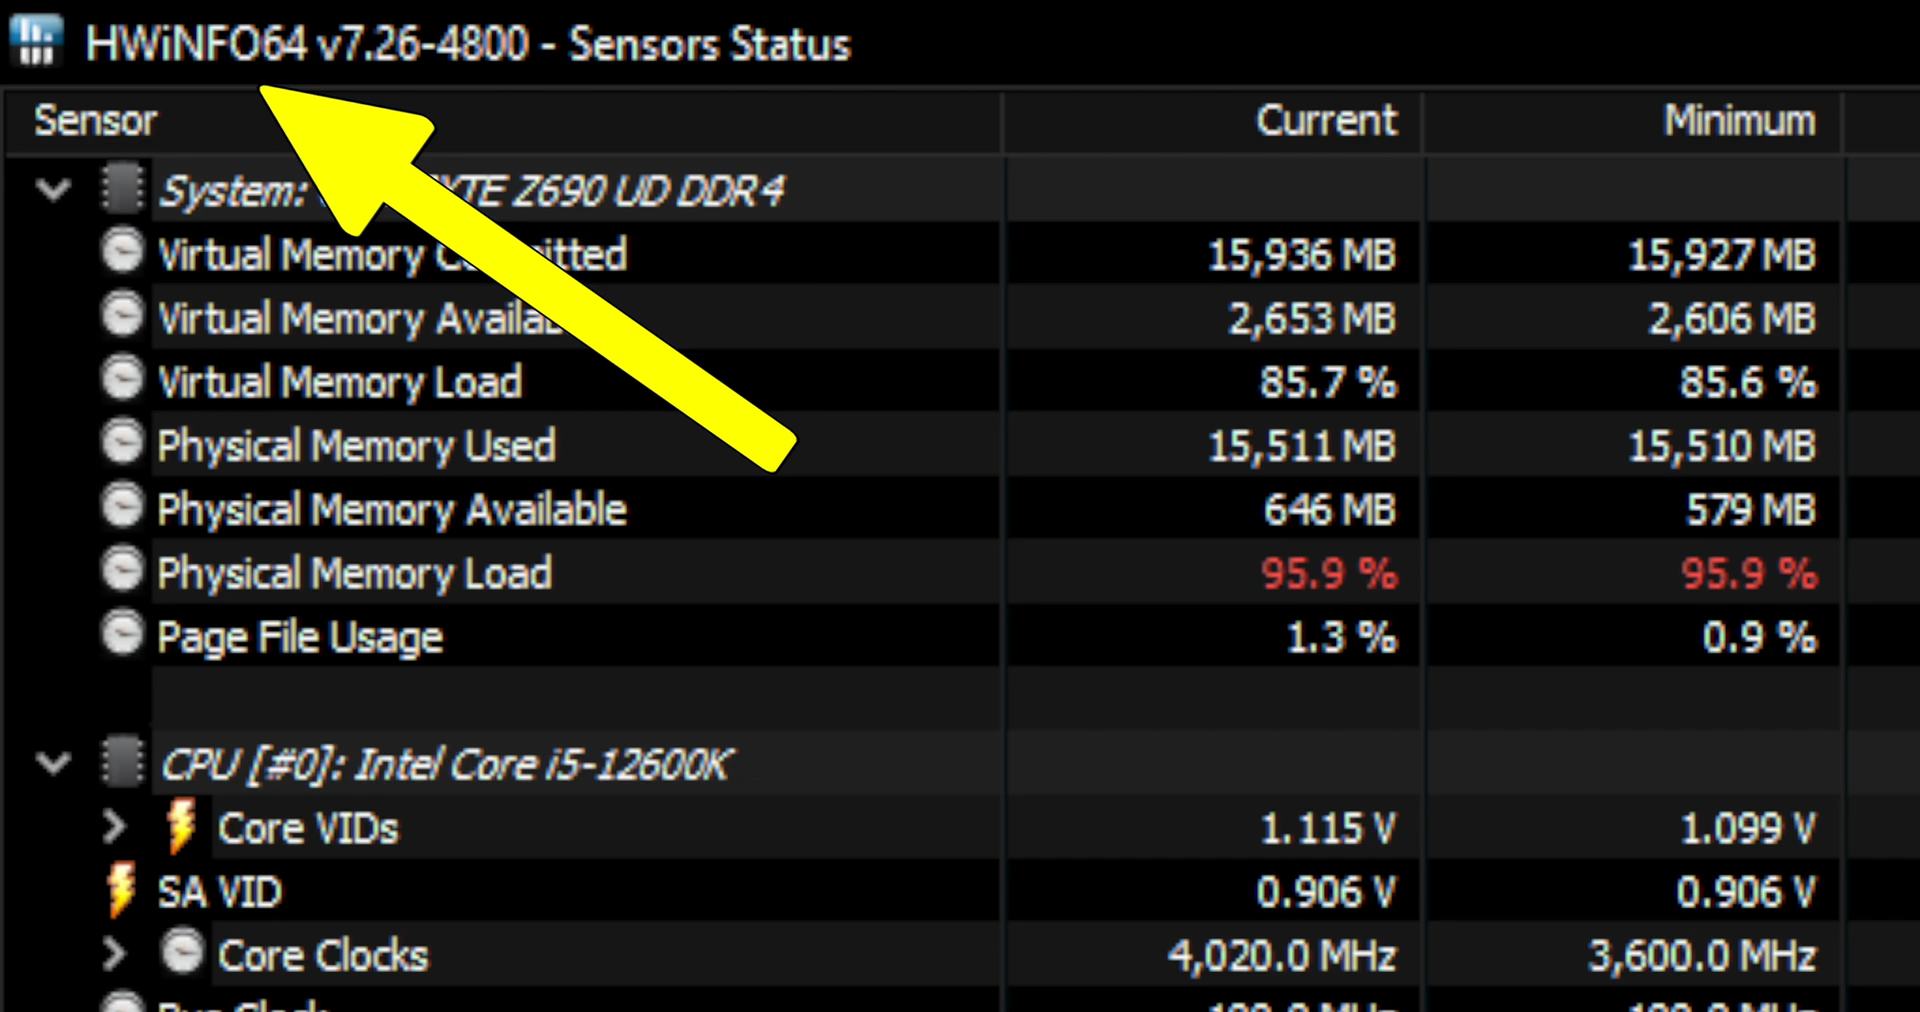 HWiNFO64 v7.26-4800 - Sensors Status
Sensor Current Minimum
System: Z690 UD DDR4
Virtual Memory 15,936 MB 15,927 MB
Virtual Memory 2,653 MB 2,606 MB
Virtual Memory Load 85.7 % 85.6 %
Physical Memory Used 15,511 MB 15,510 MB
Physical Memory Available 646 MB 579 MB
Physical Memory Load 95.9 % 95.9 %
Page File Usage 1.3 % 0.9 %
CPU [#0]: Intel Core i5-12600K
Core VIDs 1.115 V 1.099 V
SA VID 0.906 V 0.906 V
Core Clocks 4,020.0 MHz 3,600.0 MHz